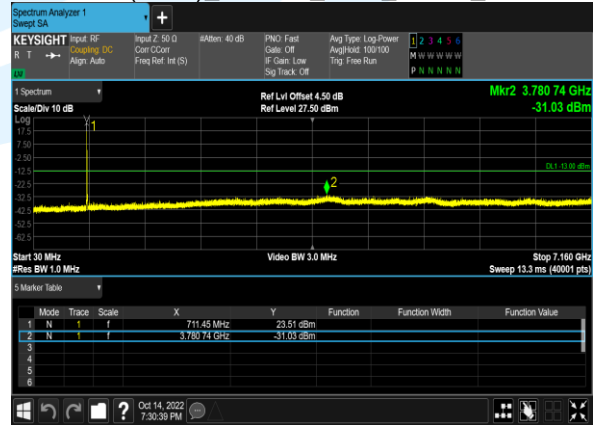 Spectrum Analyzer 1
Swept SA
+
KEYSIGHT Input: RF Input Z: 50 Ω #Atten: 40 dB PNO: Fast Avg Type: Log-Power 1 2 3 4 5 6
R T Coupling: DC Corr CCorr Gate: Off Avg|Hold: 100/100 M W W W W W
Align: Auto Freq Ref: Int (S) IF Gain: Low Trig: Free Run
Sig Track: Off P N N N N N
LW
1 Spectrum Ref Lvl Offset 4.50 dB Mkr2 3.780 74 GHz
Scale/Div 10 dB Ref Level 27.50 dBm -31.03 dBm
Log
1
17.5
7.50
-2.50
DL1 -13.00 dBm
-12.5
2
-22.5
-32.5
-42.5
-52.5
-62.5
Start 30 MHz Video BW 3.0 MHz Stop 7.160 GHz
#Res BW 1.0 MHz Sweep 13.3 ms (40001 pts)
5 Marker Table
Mode Trace Scale X Y Function Function Width Function Value
1 N 1 f 711.45 MHz 23.51 dBm
2 N 1 f 3.780 74 GHz -31.03 dBm
3
4
5
6
? Oct 14, 2022
7:30:39 PM